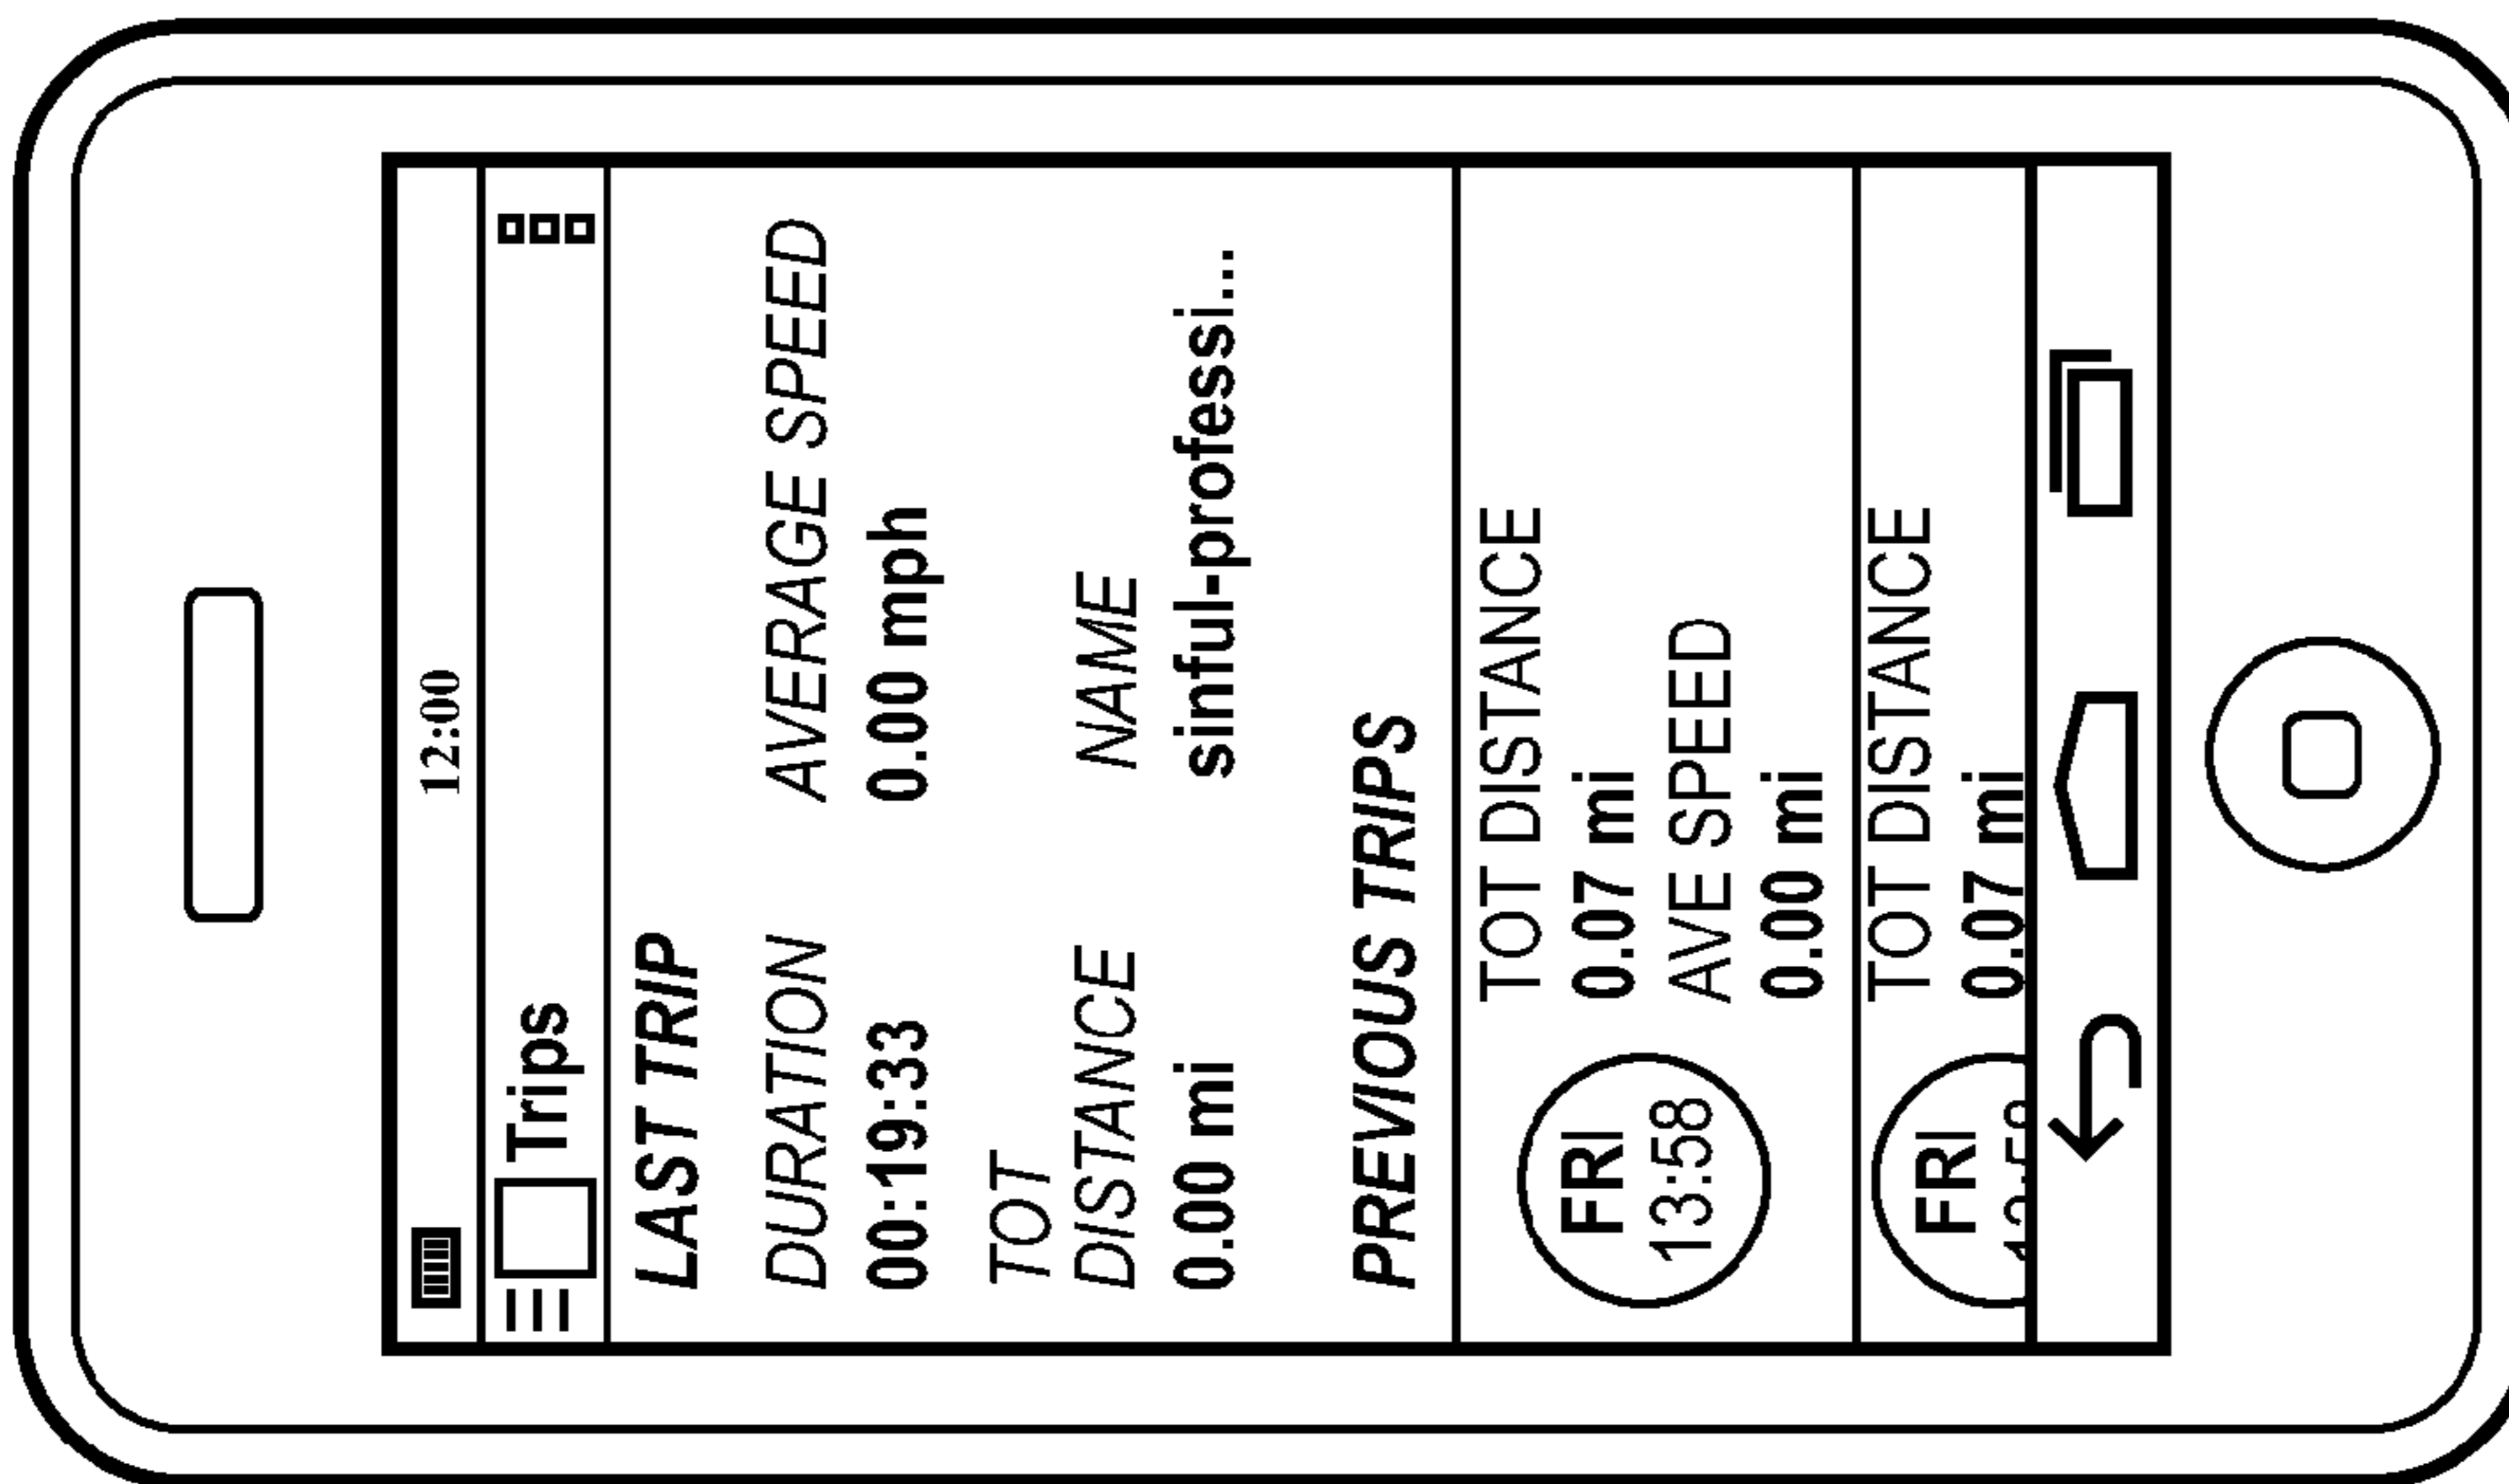 12:00
Trips
LAST TRIP
DURATION AVERAGE SPEED
00:19:33 0.00 mph
TOT
DISTANCE NAME
0.00 mi sinful-professi...
PREVIOUS TRIPS
TOT DISTANCE
FRI 0.07 mi
13:58 AVE SPEED
0.00 mi
TOT DISTANCE
FRI 0.07 mi